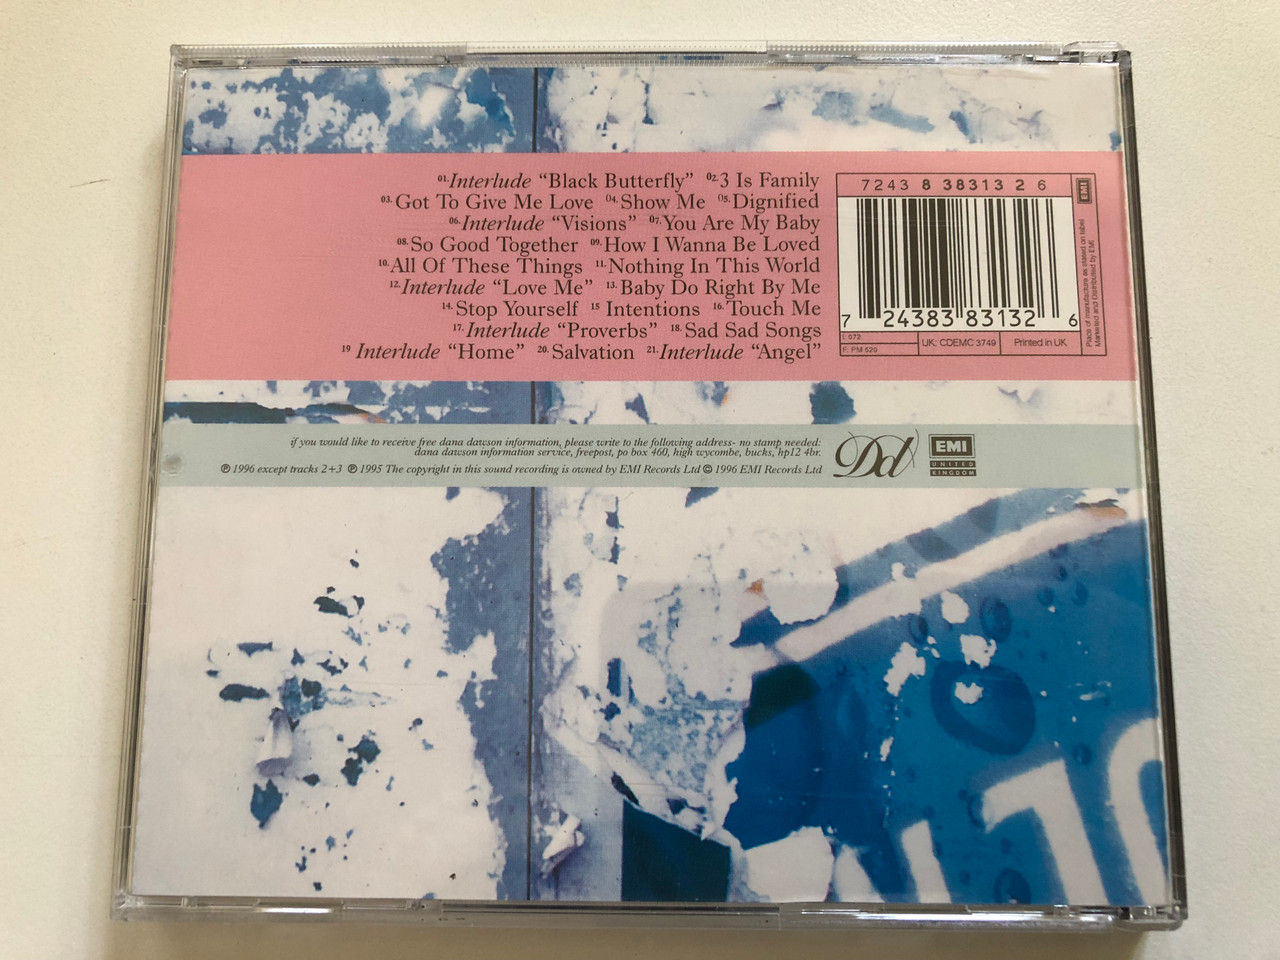 01. Interlude “Black Butterfly” 02. 3 Is Family
03. Got To Give Me Love 04. Show Me 05. Dignified
06. Interlude “Visions” 07. You Are My Baby
08. So Good Together 09. How I Wanna Be Loved
10. All Of These Things 11. Nothing In This World
12. Interlude “Love Me” 13. Baby Do Right By Me
14. Stop Yourself 15 Intentions 16. Touch Me
17. Interlude “Proverbs” 18. Sad Sad Songs
19 Interlude “Home” 20. Salvation 21. Interlude “Angel”
7243 8 38313 2 6
7 24383 83132 6
I: 072
F: PM 520
UK: CDEMC 3749
Printed in UK
EMI
Place of manufacture as stated on label
Marketed and Distributed by EMI
if you would like to receive free dana dawson information, please write to the following address- no stamp needed:
dana dawson information service, freepost, po box 460, high wycombe, bucks, hp12 4br.
℗ 1996 except tracks 2+3 ℗ 1995 The copyright in this sound recording is owned by EMI Records Ltd © 1996 EMI Records Ltd
Dd
EMI
UNITED
KINGDOM